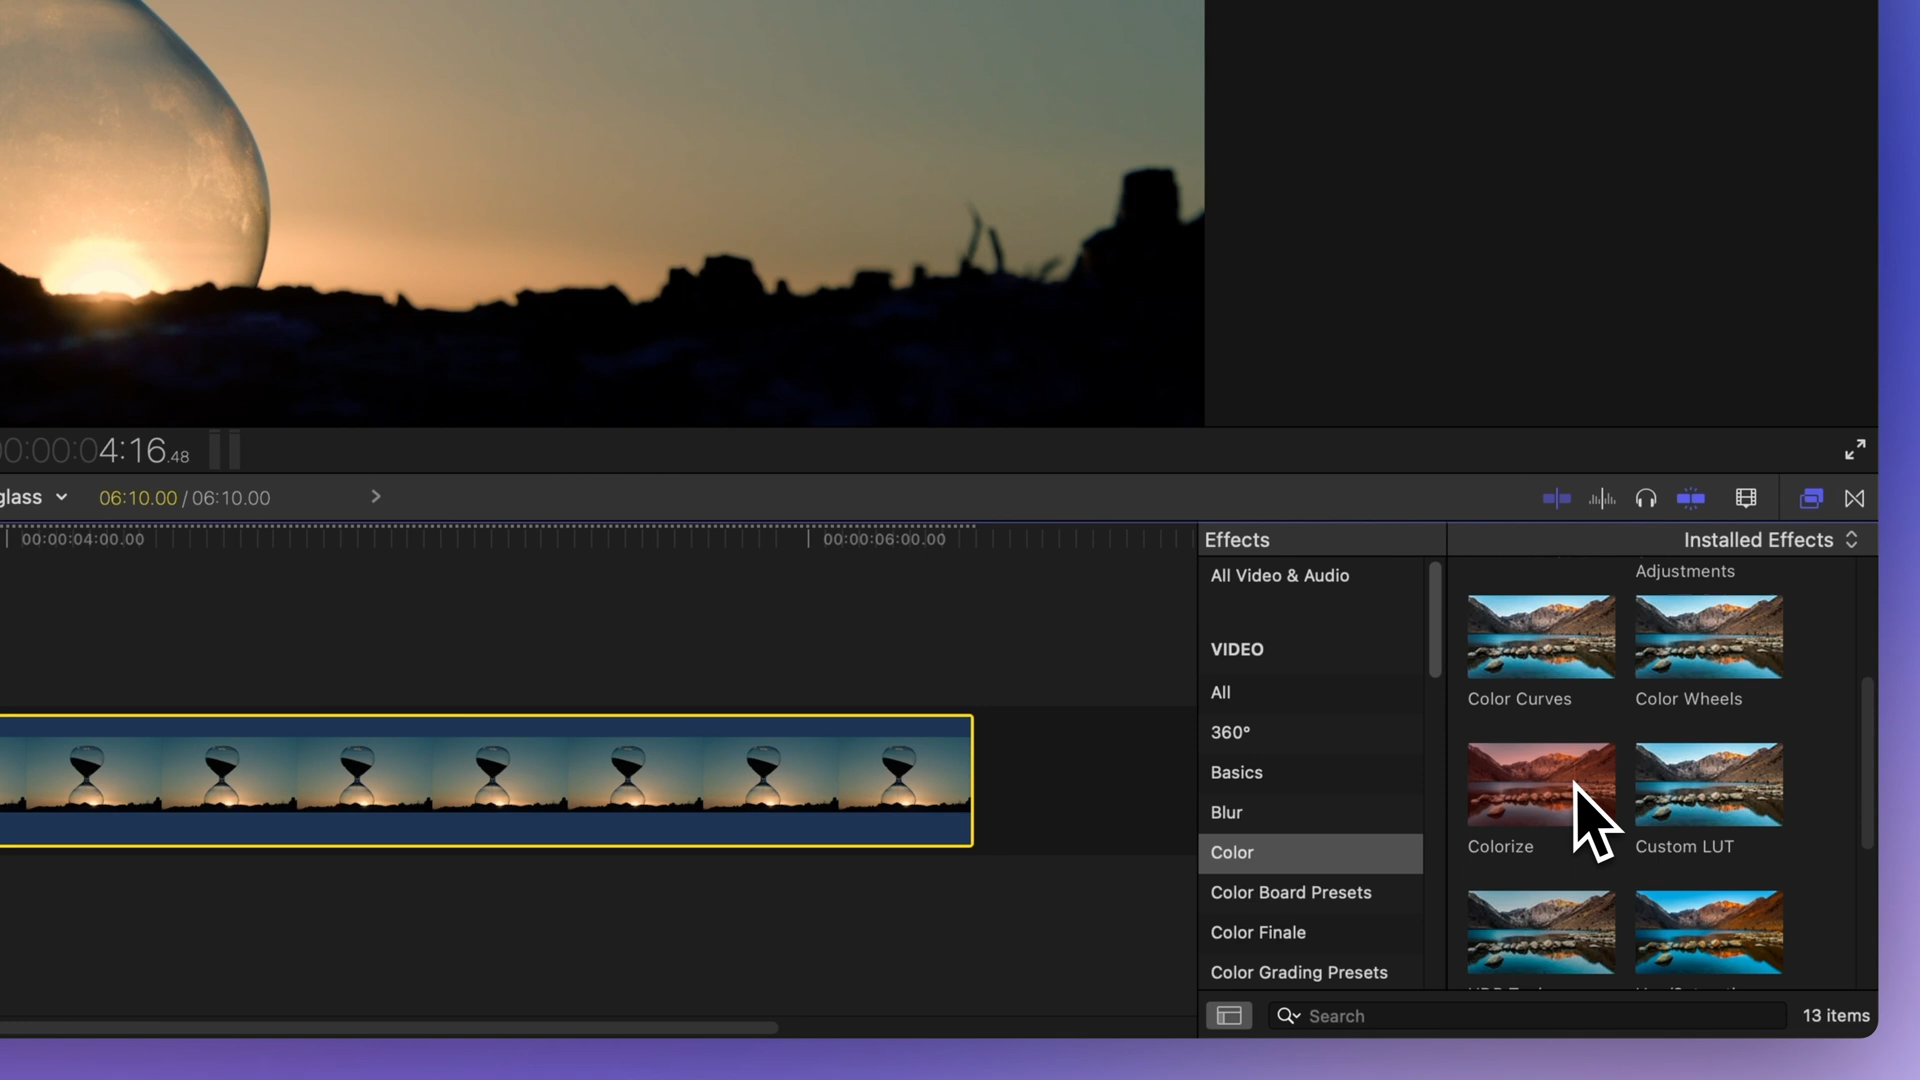 00:00:04:16.48
glass
06:10.00 / 06:10.00
00:00:04:00.00
00:00:06:00.00
Effects
Installed Effects
All Video & Audio
VIDEO
All
360°
Basics
Blur
Color
Color Board Presets
Color Finale
Color Grading Presets
Adjustments
Color Curves
Color Wheels
Colorize
Custom LUT
Search
13 items